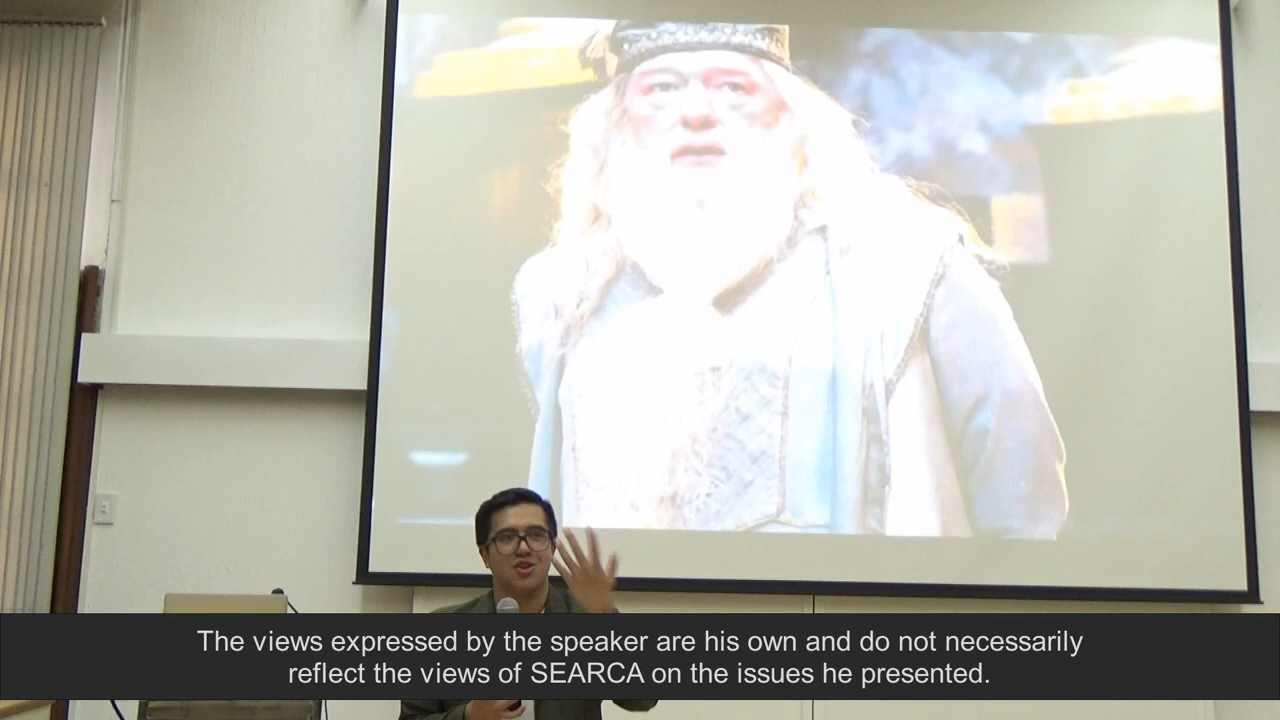 The views expressed by the speaker are his own and do not necessarily
reflect the views of SEARCA on the issues he presented.